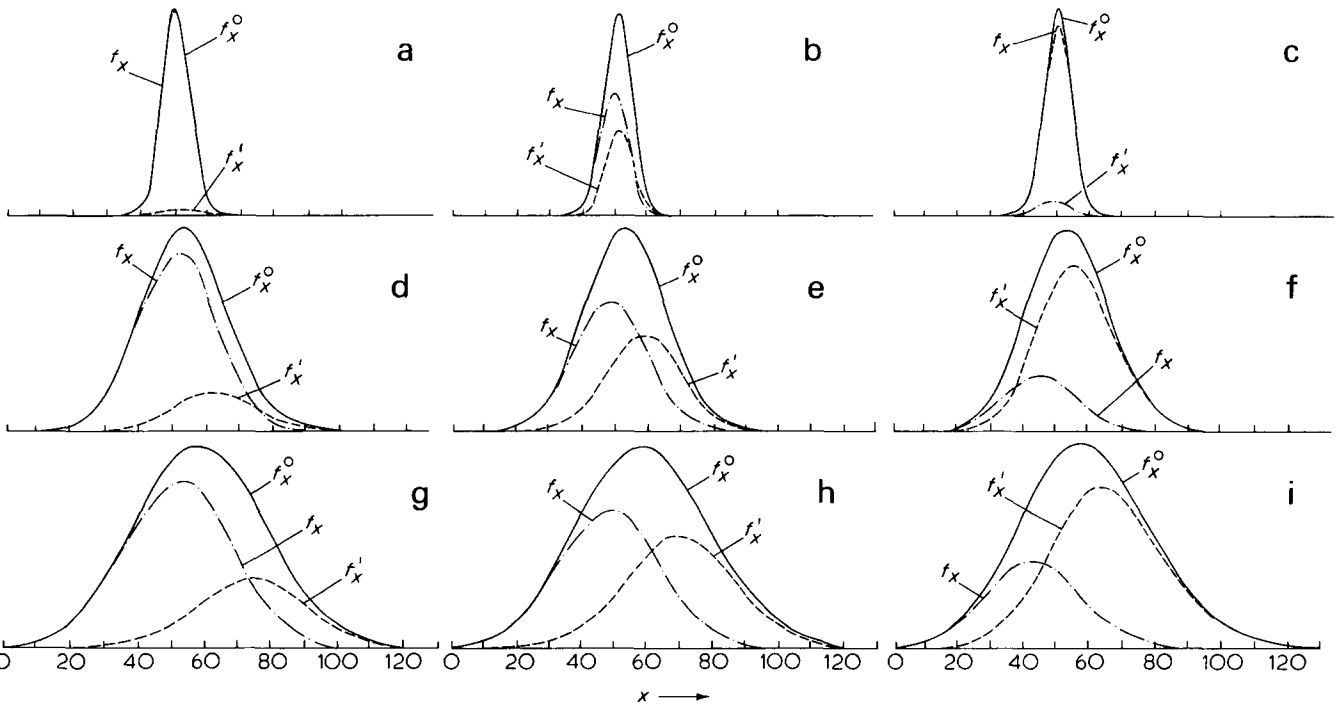 f_x f_x^o a
f_x'
f_x^o b
f_x
f_x'
f_x f_x^o c
f_x'
f_x f_x^o d
f_x'
f_x^o e
f_x f_x'
f_x^o f
f_x' f_x
f_x^o g
f_x
f_x'
f_x f_x^o h
f_x'
f_x' f_x^o i
f_x
0 20 40 60 80 100 120
0 20 40 60 80 100 120
0 20 40 60 80 100 120
x →